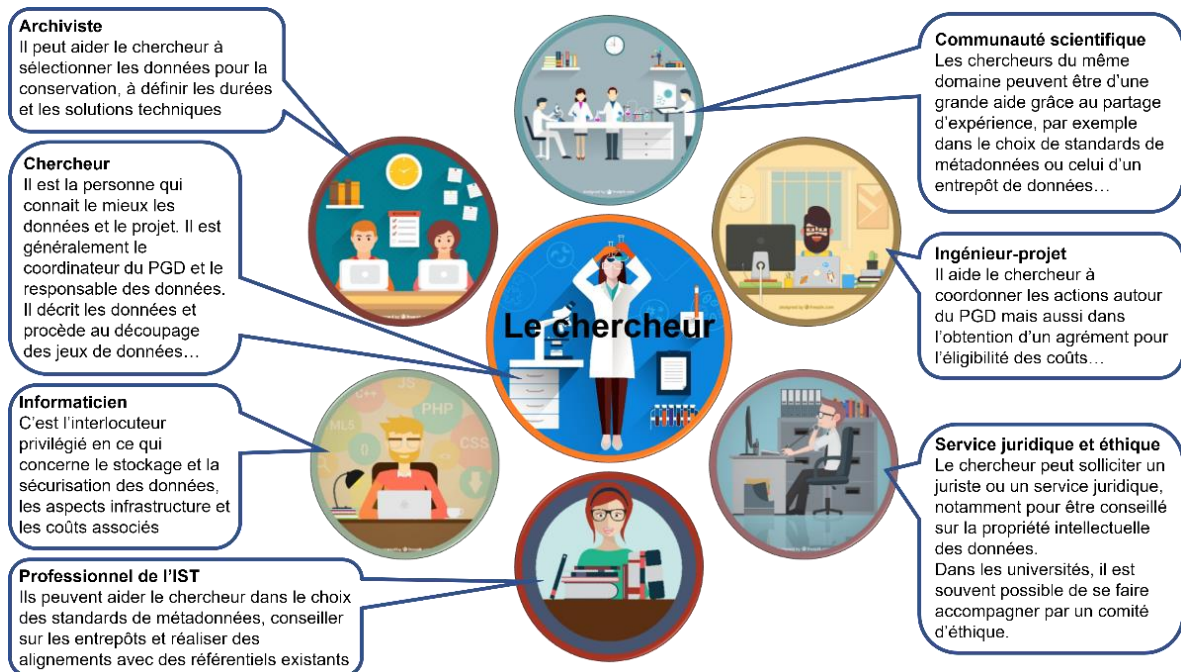 Archiviste
Il peut aider le chercheur à
sélectionner les données pour la
conservation, à définir les durées
et les solutions techniques
Chercheur
Il est la personne qui
connait le mieux les
données et le projet. Il est
généralement le
coordinateur du PGD et le
responsable des données.
Il décrit les données et
procède au découpage
des jeux de données…
Informaticien
C’est l’interlocuteur
privilégié en ce qui
concerne le stockage et la
sécurisation des données,
les aspects infrastructure et
les coûts associés
Professionnel de l’IST
Ils peuvent aider le chercheur dans le choix
des standards de métadonnées, conseiller
sur les entrepôts et réaliser des
alignements avec des référentiels existants
Le chercheur
JS
C++
PHP
CSS
designed by freepik.com
designed by freepik.com
Communauté scientifique
Les chercheurs du même
domaine peuvent être d’une
grande aide grâce au partage
d’expérience, par exemple
dans le choix de standards de
métadonnées ou celui d’un
entrepôt de données…
Ingénieur-projet
Il aide le chercheur à
coordonner les actions autour
du PGD mais aussi dans
l’obtention d’un agrément pour
l’éligibilité des coûts…
Service juridique et éthique
Le chercheur peut solliciter un
juriste ou un service juridique,
notamment pour être conseillé
sur la propriété intellectuelle
des données.
Dans les universités, il est
souvent possible de se faire
accompagner par un comité
d’éthique.